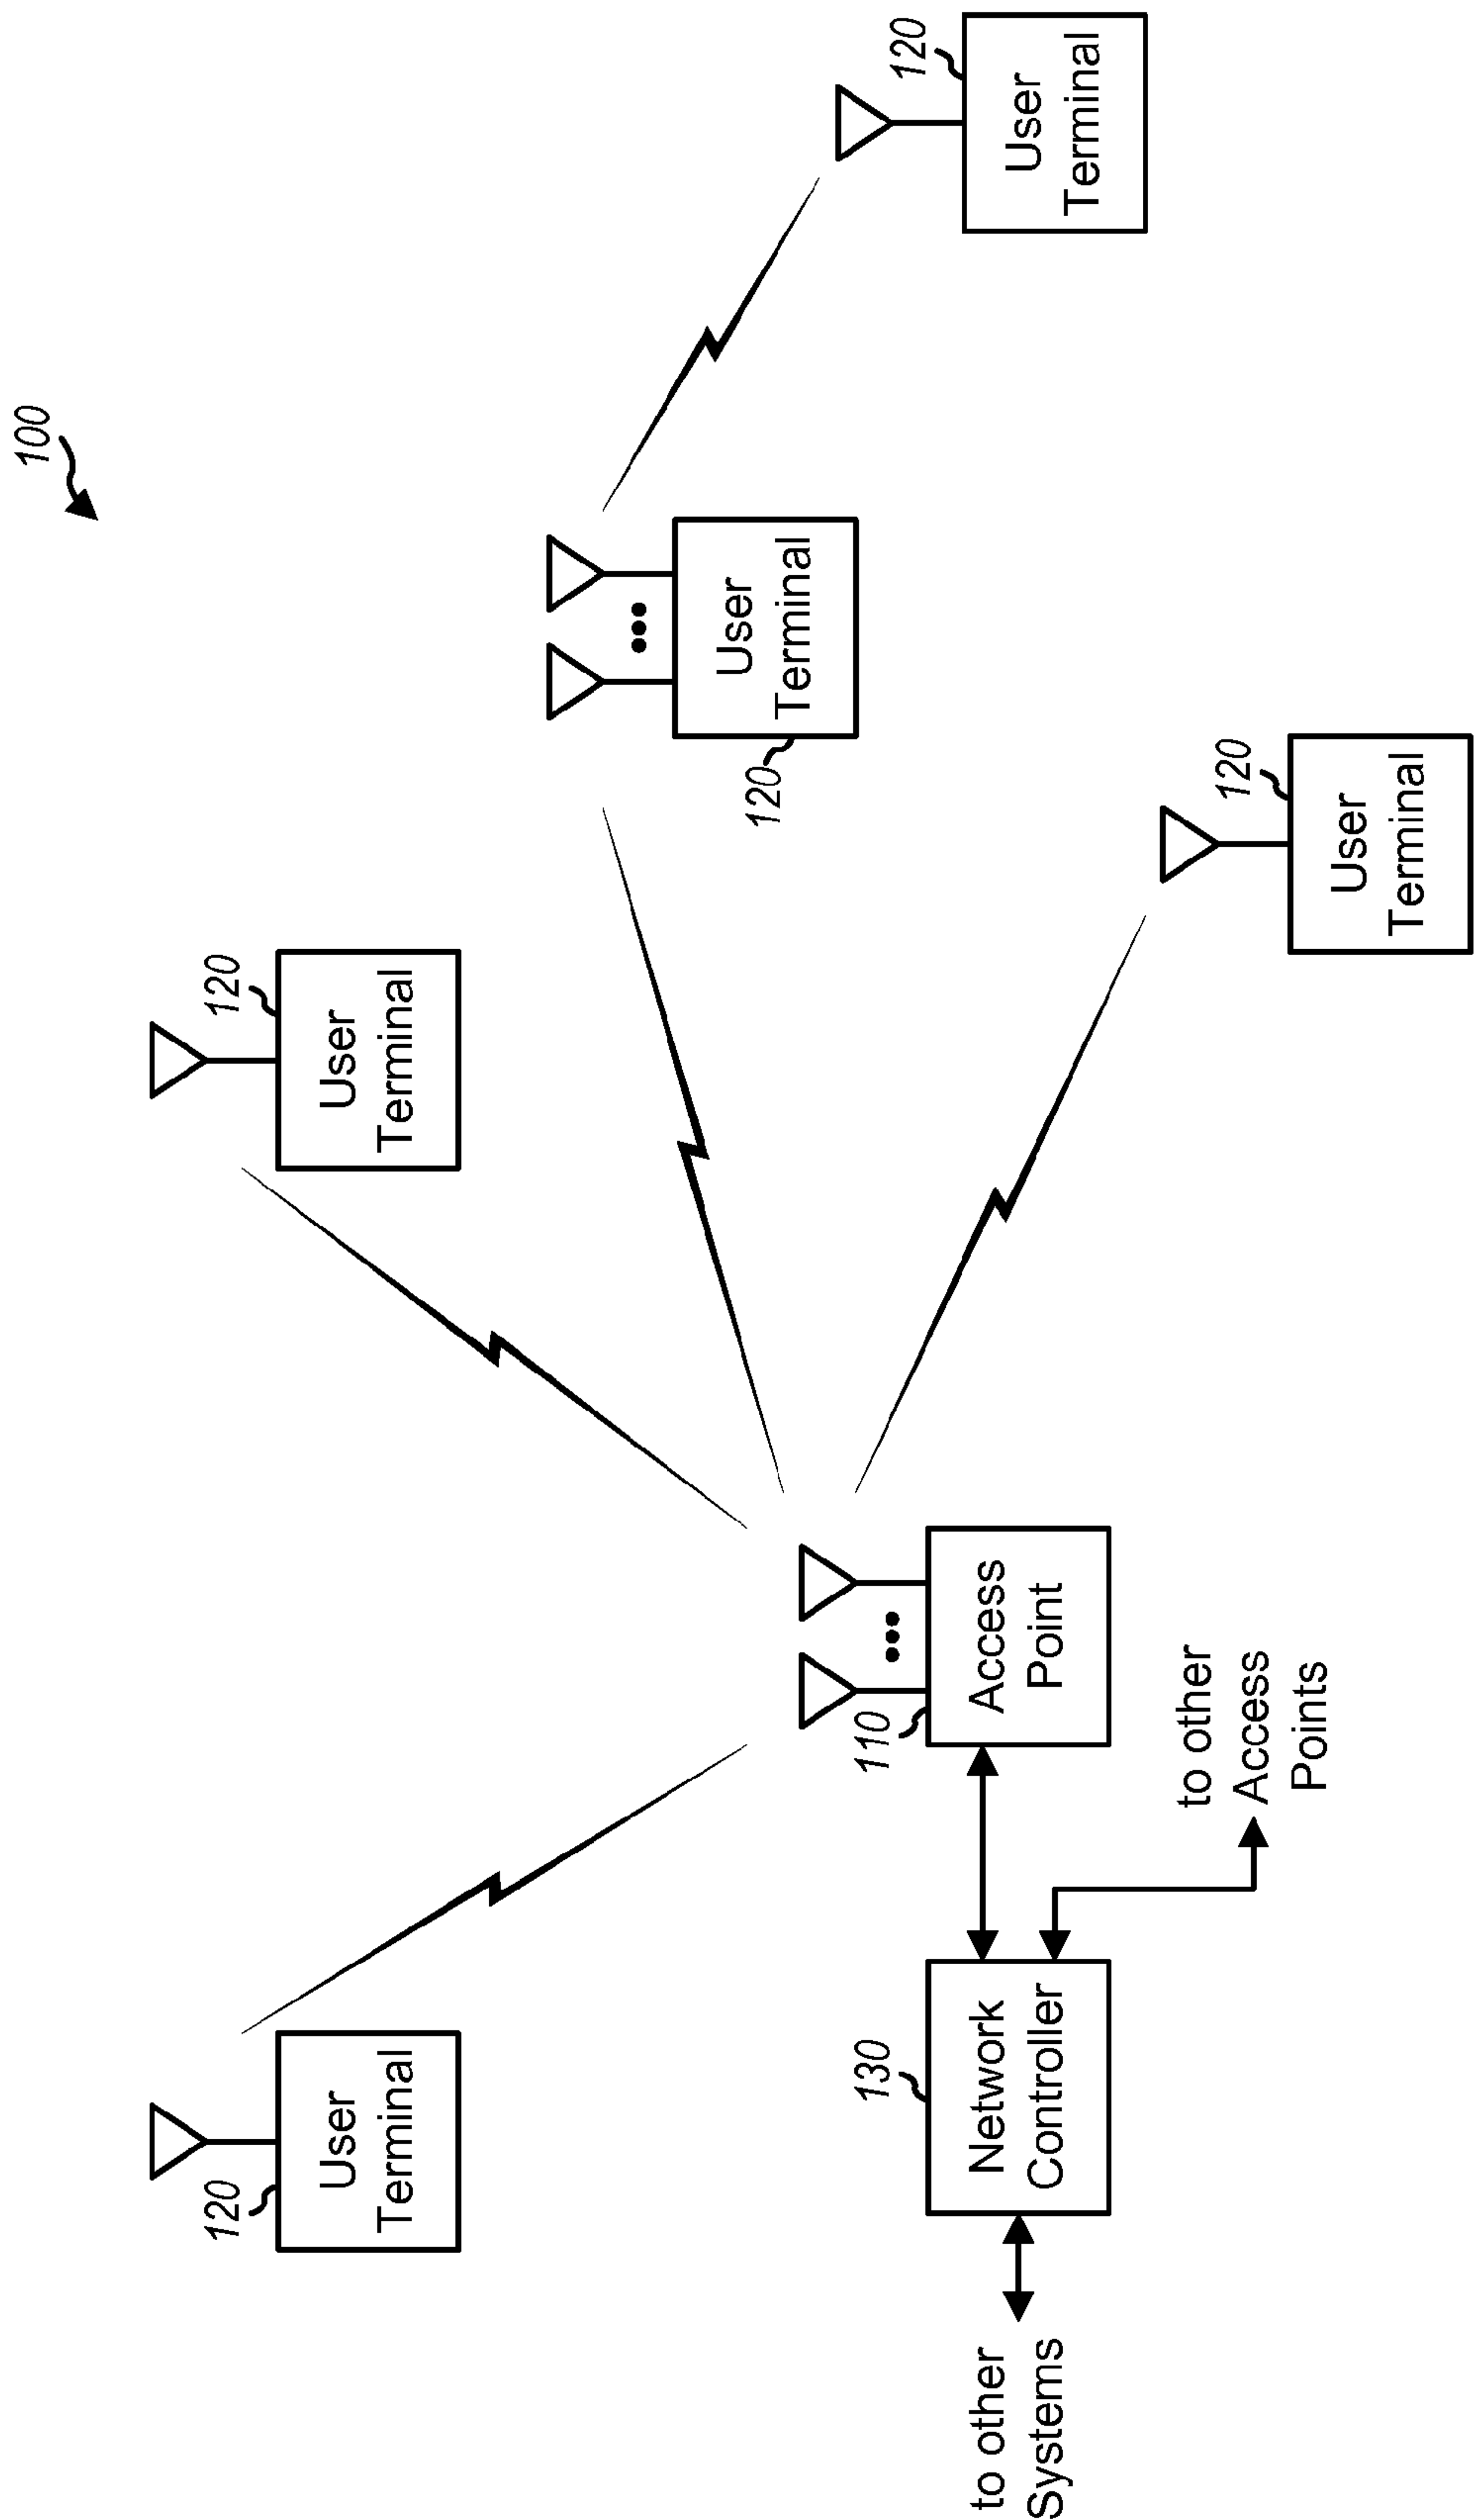 100
120
User
Terminal
120
User
Terminal
120
User
Terminal
120
User
Terminal
120
User
Terminal
110
Access
Point
130
Network
Controller
to other
Systems
to other
Access
Points